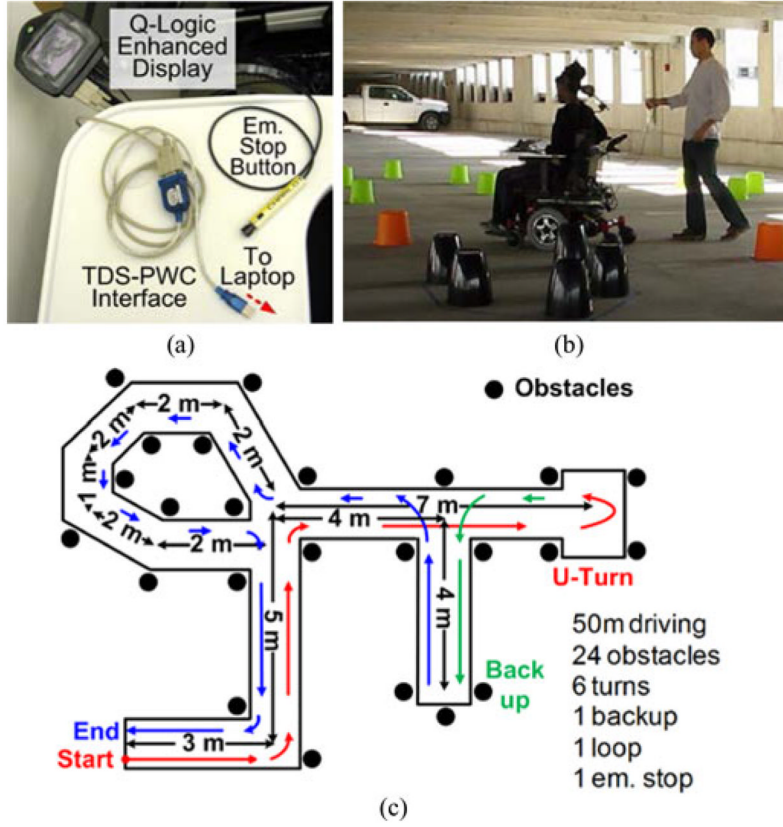 Q-Logic
Enhanced
Display
Em.
Stop
Button
To
Laptop
TDS-PWC
Interface
(a)
(b)
Obstacles
2 m
2 m
2 m
1 m
2 m
2 m
7 m
4 m
4 m
5 m
U-Turn
Back
up
50m driving
24 obstacles
6 turns
1 backup
1 loop
1 em. stop
End
3 m
Start
(c)